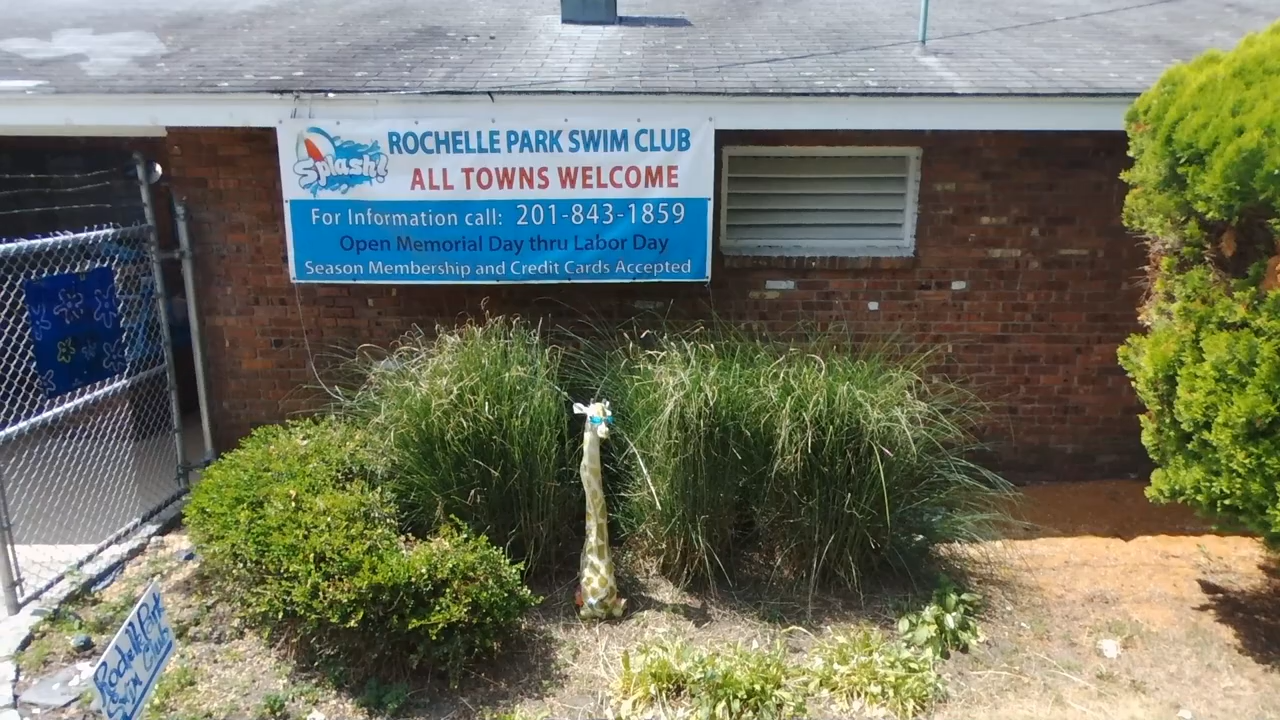 Splash!
ROCHELLE PARK SWIM CLUB
ALL TOWNS WELCOME
For Information call: 201-843-1859
Open Memorial Day thru Labor Day
Season Membership and Credit Cards Accepted
Rochelle Park
Swim Club